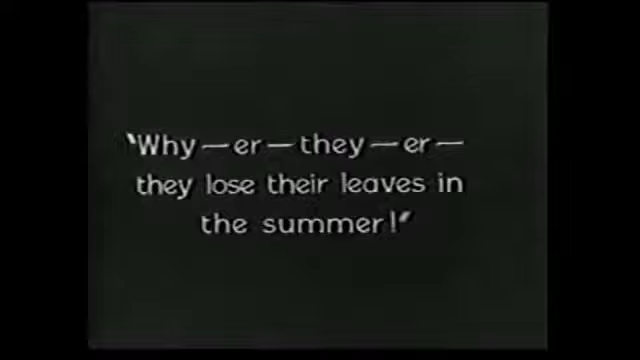 "Why—er—they—er—
they lose their leaves in
the summer!"